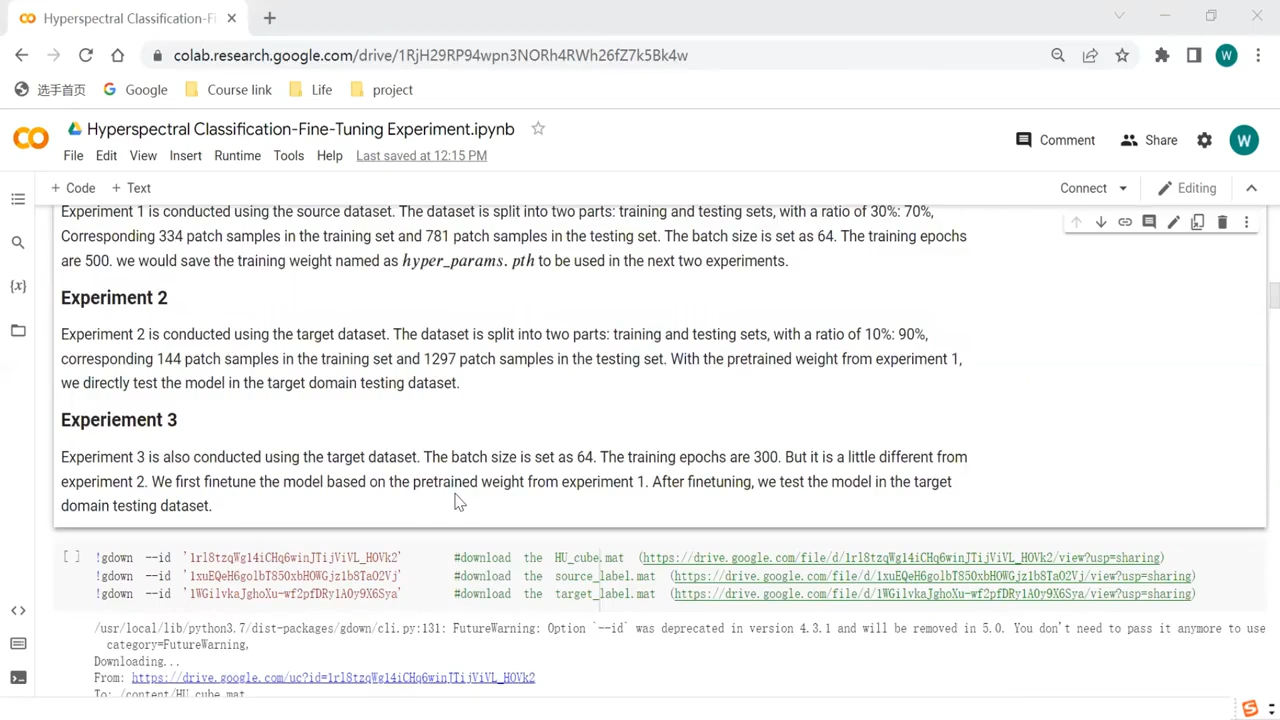 Hyperspectral Classification-Fi
colab.research.google.com/drive/1RjH29RP94wpn3NORh4RWh26fZ7k5Bk4w
W
选手首页 Google Course link Life project
Hyperspectral Classification-Fine-Tuning Experiment.ipynb
Comment Share W
File Edit View Insert Runtime Tools Help Last saved at 12:15 PM
+ Code + Text Connect Editing
Experiment 1 is conducted using the source dataset. The dataset is split into two parts: training and testing sets, with a ratio of 30%: 70%,
Corresponding 334 patch samples in the training set and 781 patch samples in the testing set. The batch size is set as 64. The training epochs
are 500. we would save the training weight named as hyper_params. pth to be used in the next two experiments.
Experiment 2
Experiment 2 is conducted using the target dataset. The dataset is split into two parts: training and testing sets, with a ratio of 10%: 90%,
corresponding 144 patch samples in the training set and 1297 patch samples in the testing set. With the pretrained weight from experiment 1,
we directly test the model in the target domain testing dataset.
Experiement 3
Experiment 3 is also conducted using the target dataset. The batch size is set as 64. The training epochs are 300. But it is a little different from
experiment 2. We first finetune the model based on the pretrained weight from experiment 1. After finetuning, we test the model in the target
domain testing dataset.
[ ] !gdown --id '1rl8tzqWg14iCHq6winJTijViVL_HOVk2' #download the HU_cube.mat (https://drive.google.com/file/d/1rl8tzqWg14iCHq6winJTijViVL_HOVk2/view?usp=sharing)
!gdown --id '1xuEQeH6golbT850xbHOWGjz1b8TaO2Vj' #download the source_label.mat (https://drive.google.com/file/d/1xuEQeH6golbT850xbHOWGjz1b8TaO2Vj/view?usp=sharing
!gdown --id '1WGilvkaJghoXu-wf2pfDRy1AOy9X6Sya' #download the target_label.mat (https://drive.google.com/file/d/1WGilvkaJghoXu-wf2pfDRy1AOy9X6Sya/view?usp=sharing
/usr/local/lib/python3.7/dist-packages/gdown/cli.py:131: FutureWarning: Option `--id` was deprecated in version 4.3.1 and will be removed in 5.0. You don't need to pass it anymore to use
category=FutureWarning,
Downloading...
From: https://drive.google.com/uc?id=1rl8tzqWg14iCHq6winJTijViVL_HOVk2
To: /content/HU_cube.mat